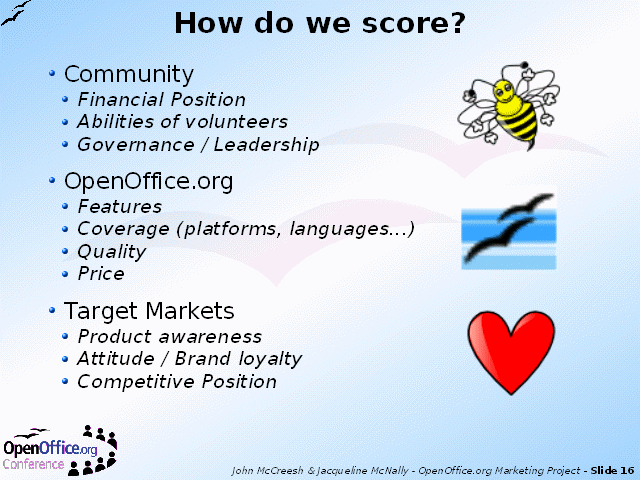 How do we score?
Community
Financial Position
Abilities of volunteers
Governance / Leadership
OpenOffice.org
Features
Coverage (platforms, languages...)
Quality
Price
Target Markets
Product awareness
Attitude / Brand loyalty
Competitive Position
OpenOffice.org
Conference
John McCreesh & Jacqueline McNally - OpenOffice.org Marketing Project - Slide 16